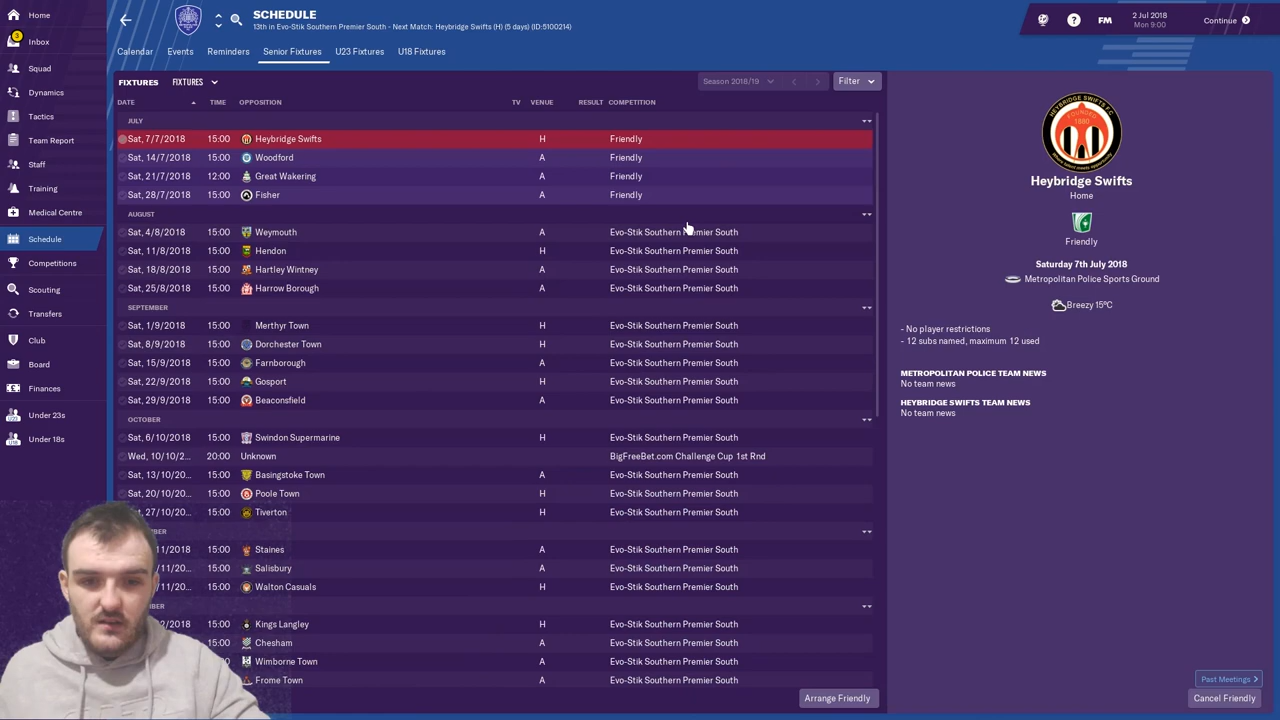 Home
3
Inbox
Squad
Dynamics
Tactics
Team Report
Staff
Training
Medical Centre
Schedule
Competitions
Scouting
Transfers
Club
Board
Finances
Under 23s
Under 18s
SCHEDULE
13th in Evo-Stik Southern Premier South - Next Match: Heybridge Swifts (H) (5 days) (ID:5100214)
? FM 2 Jul 2018
Mon 9:00
Continue
Calendar Events Reminders Senior Fixtures U23 Fixtures U18 Fixtures
FIXTURES FIXTURES Season 2018/19 Filter
DATE TIME OPPOSITION TV VENUE RESULT COMPETITION
JULY
Sat, 7/7/2018 15:00 Heybridge Swifts H Friendly
Sat, 14/7/2018 15:00 Woodford A Friendly
Sat, 21/7/2018 12:00 Great Wakering A Friendly
Sat, 28/7/2018 15:00 Fisher A Friendly
AUGUST
Sat, 4/8/2018 15:00 Weymouth A Evo-Stik Southern Premier South
Sat, 11/8/2018 15:00 Hendon H Evo-Stik Southern Premier South
Sat, 18/8/2018 15:00 Hartley Wintney A Evo-Stik Southern Premier South
Sat, 25/8/2018 15:00 Harrow Borough A Evo-Stik Southern Premier South
SEPTEMBER
Sat, 1/9/2018 15:00 Merthyr Town H Evo-Stik Southern Premier South
Sat, 8/9/2018 15:00 Dorchester Town H Evo-Stik Southern Premier South
Sat, 15/9/2018 15:00 Farnborough A Evo-Stik Southern Premier South
Sat, 22/9/2018 15:00 Gosport H Evo-Stik Southern Premier South
Sat, 29/9/2018 15:00 Beaconsfield A Evo-Stik Southern Premier South
OCTOBER
Sat, 6/10/2018 15:00 Swindon Supermarine H Evo-Stik Southern Premier South
Wed, 10/10/2... 20:00 Unknown BigFreeBet.com Challenge Cup 1st Rnd
Sat, 13/10/20... 15:00 Basingstoke Town A Evo-Stik Southern Premier South
Sat, 20/10/20... 15:00 Poole Town H Evo-Stik Southern Premier South
Sat, 27/10/20... 15:00 Tiverton H Evo-Stik Southern Premier South
11/2018 15:00 Staines A Evo-Stik Southern Premier South
/11/20... 15:00 Salisbury A Evo-Stik Southern Premier South
/11/20... 15:00 Walton Casuals H Evo-Stik Southern Premier South
2/2018 15:00 Kings Langley H Evo-Stik Southern Premier South
15:00 Chesham A Evo-Stik Southern Premier South
Wimborne Town A Evo-Stik Southern Premier South
Frome Town A Evo-Stik Southern Premier South
Arrange Friendly
HEYBRIDGE SWIFTS FC
FOUNDED
1880
Heybridge Swifts
Home
Friendly
Saturday 7th July 2018
Metropolitan Police Sports Ground
Breezy 15°C
- No player restrictions
- 12 subs named, maximum 12 used
METROPOLITAN POLICE TEAM NEWS
No team news
HEYBRIDGE SWIFTS TEAM NEWS
No team news
Past Meetings
Cancel Friendly